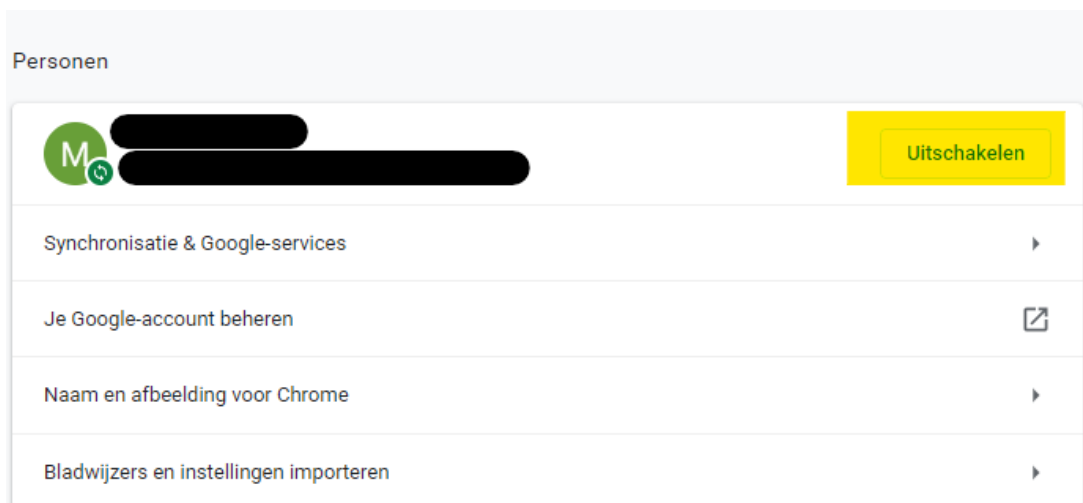 Personen
M
Uitschakelen
Synchronisatie & Google-services
Je Google-account beheren
Naam en afbeelding voor Chrome
Bladwijzers en instellingen importeren